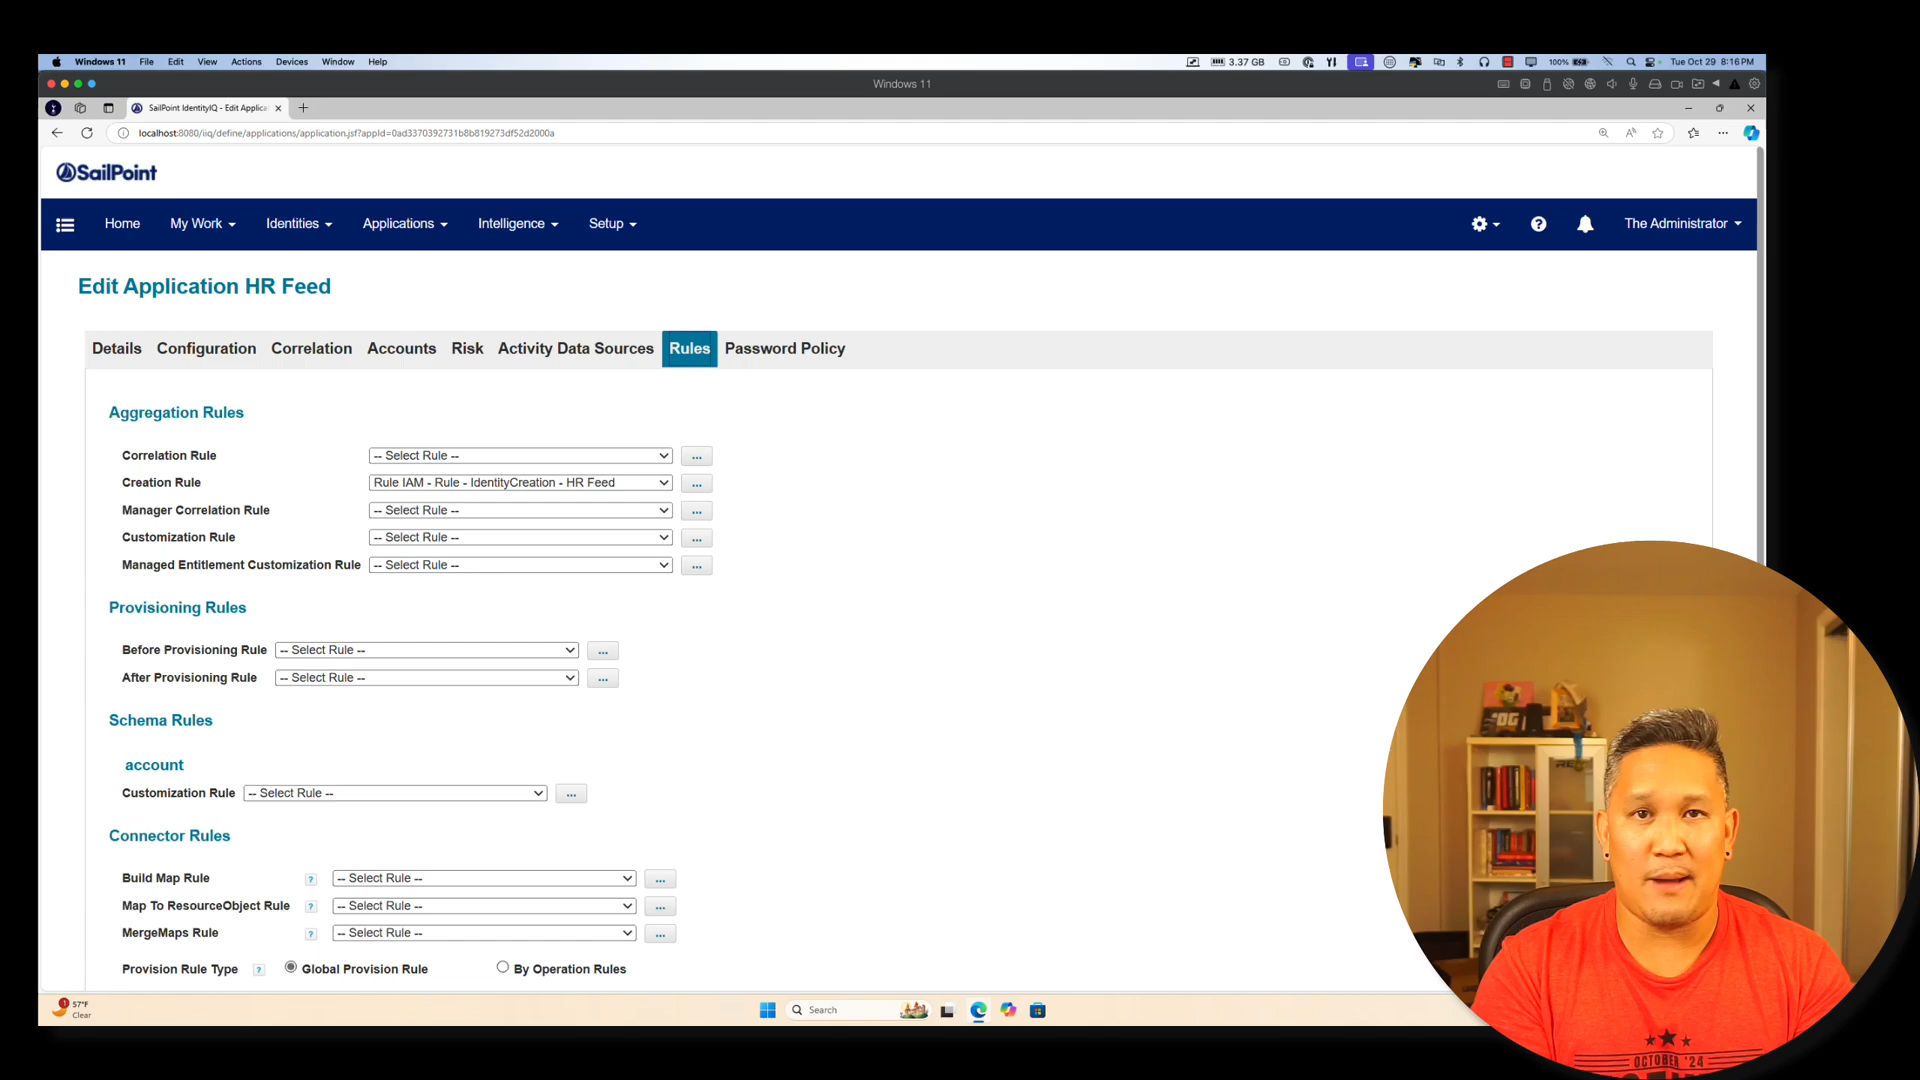 Windows 11 File Edit View Actions Devices Window Help 3.37 GB 100% Tue Oct 29 8:16 PM
Windows 11
SailPoint IdentityIQ - Edit Applica
localhost:8080/iiq/define/applications/application.jsf?appId=0ad3370392731b8b819273df52d2000a
SailPoint
Home My Work Identities Applications Intelligence Setup The Administrator
Edit Application HR Feed
Details Configuration Correlation Accounts Risk Activity Data Sources Rules Password Policy
Aggregation Rules
Correlation Rule -- Select Rule -- ...
Creation Rule Rule IAM - Rule - IdentityCreation - HR Feed ...
Manager Correlation Rule -- Select Rule -- ...
Customization Rule -- Select Rule -- ...
Managed Entitlement Customization Rule -- Select Rule -- ...
Provisioning Rules
Before Provisioning Rule -- Select Rule -- ...
After Provisioning Rule -- Select Rule -- ...
Schema Rules
account
Customization Rule -- Select Rule -- ...
Connector Rules
Build Map Rule ? -- Select Rule -- ...
Map To ResourceObject Rule ? -- Select Rule -- ...
MergeMaps Rule ? -- Select Rule -- ...
Provision Rule Type ? Global Provision Rule By Operation Rules
1 57°F
Clear
Search
OCTOBER '24